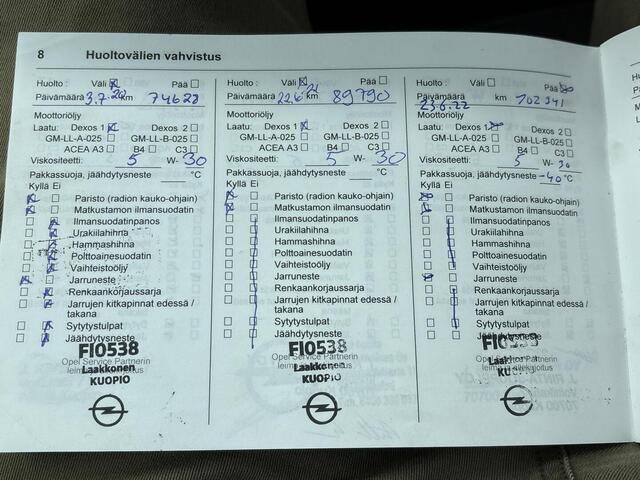 8 Huoltovälien vahvistus
Huolto : Väli Pää
Päivämäärä 3.7.20 km 74628
Moottoriöljy
Laatu: Dexos 1 Dexos 2
GM-LL-A-025 GM-LL-B-025
ACEA A3 B4 C3
Viskositeetti: 5 W- 30
Pakkassuoja, jäähdytysneste °C
Kyllä Ei
Paristo (radion kauko-ohjain)
Matkustamon ilmansuodatin
Ilmansuodatinpanos
Urakiilahihna
Hammashihna
Polttoainesuodatin
Vaihteistoöljy
Jarruneste
Renkaankorjaussarja
Jarrujen kitkapinnat edessä /
takana
Sytytystulpat
Jäähdytysneste
FI0538
Opel Service Partnerin
Laakkonen
KUOPIO
Huolto : Väli Pää
Päivämäärä 22.6.21 km 89790
Moottoriöljy
Laatu: Dexos 1 Dexos 2
GM-LL-A-025 GM-LL-B-025
ACEA A3 B4 C3
Viskositeetti: 5 W- 30
Pakkassuoja, jäähdytysneste °C
Kyllä Ei
Paristo (radion kauko-ohjain)
Matkustamon ilmansuodatin
Ilmansuodatinpanos
Urakiilahihna
Hammashihna
Polttoainesuodatin
Vaihteistoöljy
Jarruneste
Renkaankorjaussarja
Jarrujen kitkapinnat edessä /
takana
Sytytystulpat
Jäähdytysneste
FI0538
Opel Service Partnerin
Laakkonen
KUOPIO
Huolto : Väli Pää
Päivämäärä 23.6.22 km 102341
Moottoriöljy
Laatu: Dexos 1 Dexos 2
GM-LL-A-025 GM-LL-B-025
ACEA A3 B4 C3
Viskositeetti: 5 W- 30
Pakkassuoja, jäähdytysneste -40 °C
Kyllä Ei
Paristo (radion kauko-ohjain)
Matkustamon ilmansuodatin
Ilmansuodatinpanos
Urakiilahihna
Hammashihna
Polttoainesuodatin
Vaihteistoöljy
Jarruneste
Renkaankorjaussarja
Jarrujen kitkapinnat edessä /
takana
Sytytystulpat
Jäähdytysneste
Opel Service Partnerin
leima ja allekirjoitus